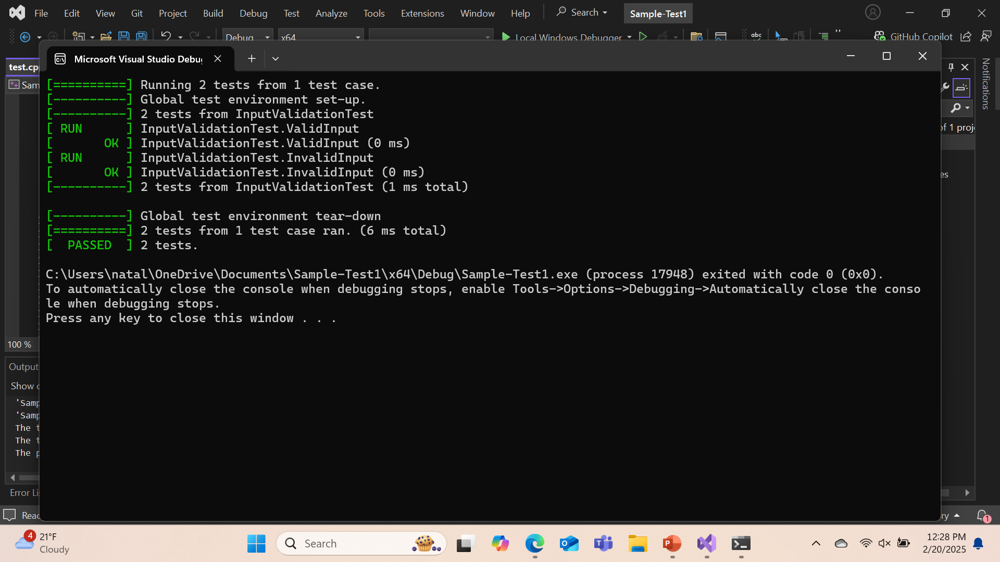 File Edit View Git Project Build Debug Test Analyze Tools Extensions Window Help Search Sample-Test1
Debug x64 Local Windows Debugger abc GitHub Copilot
Microsoft Visual Studio Debu
test.cp
Sam
Notifications
of 1 proj
es
[==========] Running 2 tests from 1 test case.
[----------] Global test environment set-up.
[----------] 2 tests from InputValidationTest
[ RUN      ] InputValidationTest.ValidInput
[       OK ] InputValidationTest.ValidInput (0 ms)
[ RUN      ] InputValidationTest.InvalidInput
[       OK ] InputValidationTest.InvalidInput (0 ms)
[----------] 2 tests from InputValidationTest (1 ms total)
[----------] Global test environment tear-down
[==========] 2 tests from 1 test case ran. (6 ms total)
[  PASSED  ] 2 tests.
C:\Users\natal\OneDrive\Documents\Sample-Test1\x64\Debug\Sample-Test1.exe (process 17948) exited with code 0 (0x0).
To automatically close the console when debugging stops, enable Tools->Options->Debugging->Automatically close the conso
le when debugging stops.
Press any key to close this window . . .
100 %
Output
Show o
'Samp
'Samp
The t
The t
The p
Error Lis
Read
ry
1
4
21°F
Cloudy
Search
12:28 PM
2/20/2025